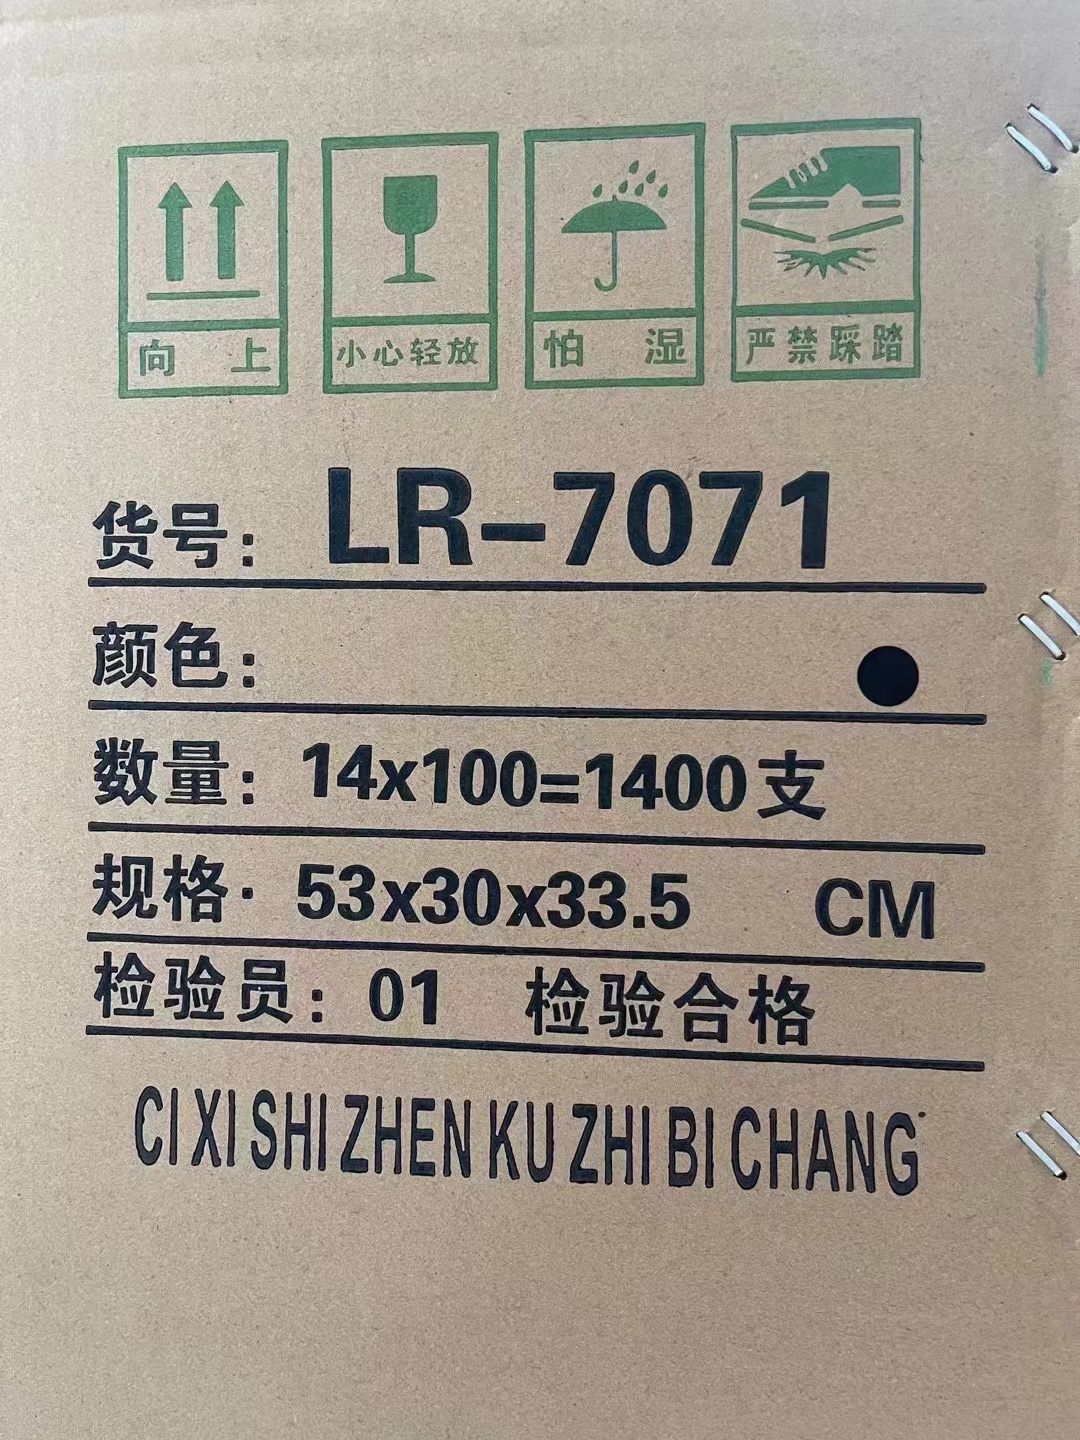 向 上 小心轻放 怕 湿 严禁踩踏
货号: LR-7071
颜色:
数量: 14x100=1400支
规格· 53x30x33.5 CM
检验员: 01 检验合格
CI XI SHI ZHEN KU ZHI BI CHANG